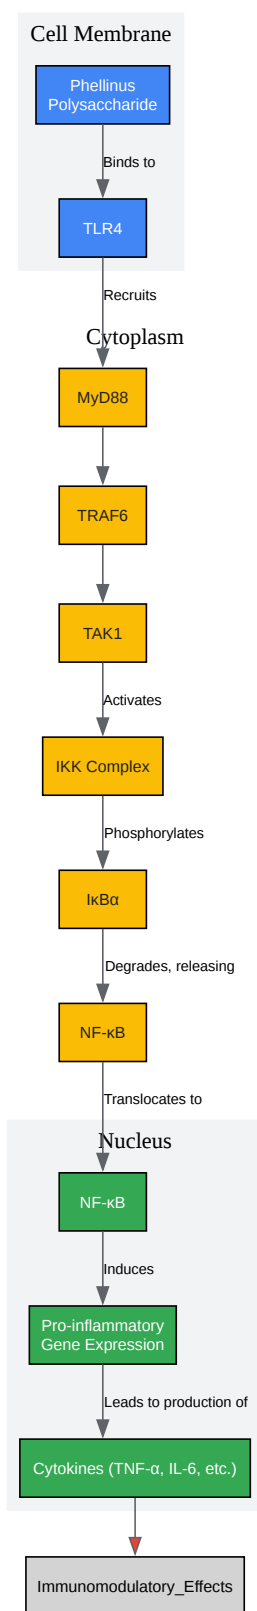 Cell Membrane
Phellinus
Polysaccharide
Binds to
TLR4
Recruits
Cytoplasm
MyD88
TRAF6
TAK1
Activates
IKK Complex
Phosphorylates
IκBα
Degrades, releasing
NF-κB
Translocates to
Nucleus
NF-κB
Induces
Pro-inflammatory
Gene Expression
Leads to production of
Cytokines (TNF-α, IL-6, etc.)
Immunomodulatory_Effects